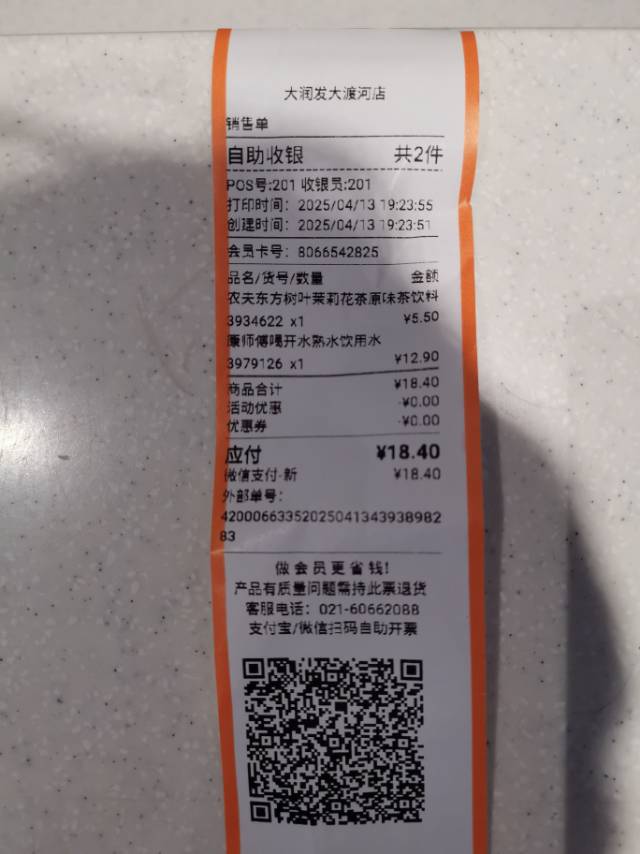 大润发大渡河店
销售单
自助收银 共2件
POS号:201 收银员:201
打印时间: 2025/04/13 19:23:55
创建时间: 2025/04/13 19:23:51
会员卡号: 8066542825
品名/货号/数量 金额
农夫东方树叶茉莉花茶原味茶饮料
3934622 x1 ¥5.50
康师傅喝开水熟水饮用水
3979126 x1 ¥12.90
商品合计 ¥18.40
活动优惠 -¥0.00
优惠券 -¥0.00
应付 ¥18.40
微信支付-新 ¥18.40
外部单号:
420006633520250413439389​82
83
做会员更省钱!
产品有质量问题需持此票退货
客服电话: 021-60662088
支付宝/微信扫码自助开票